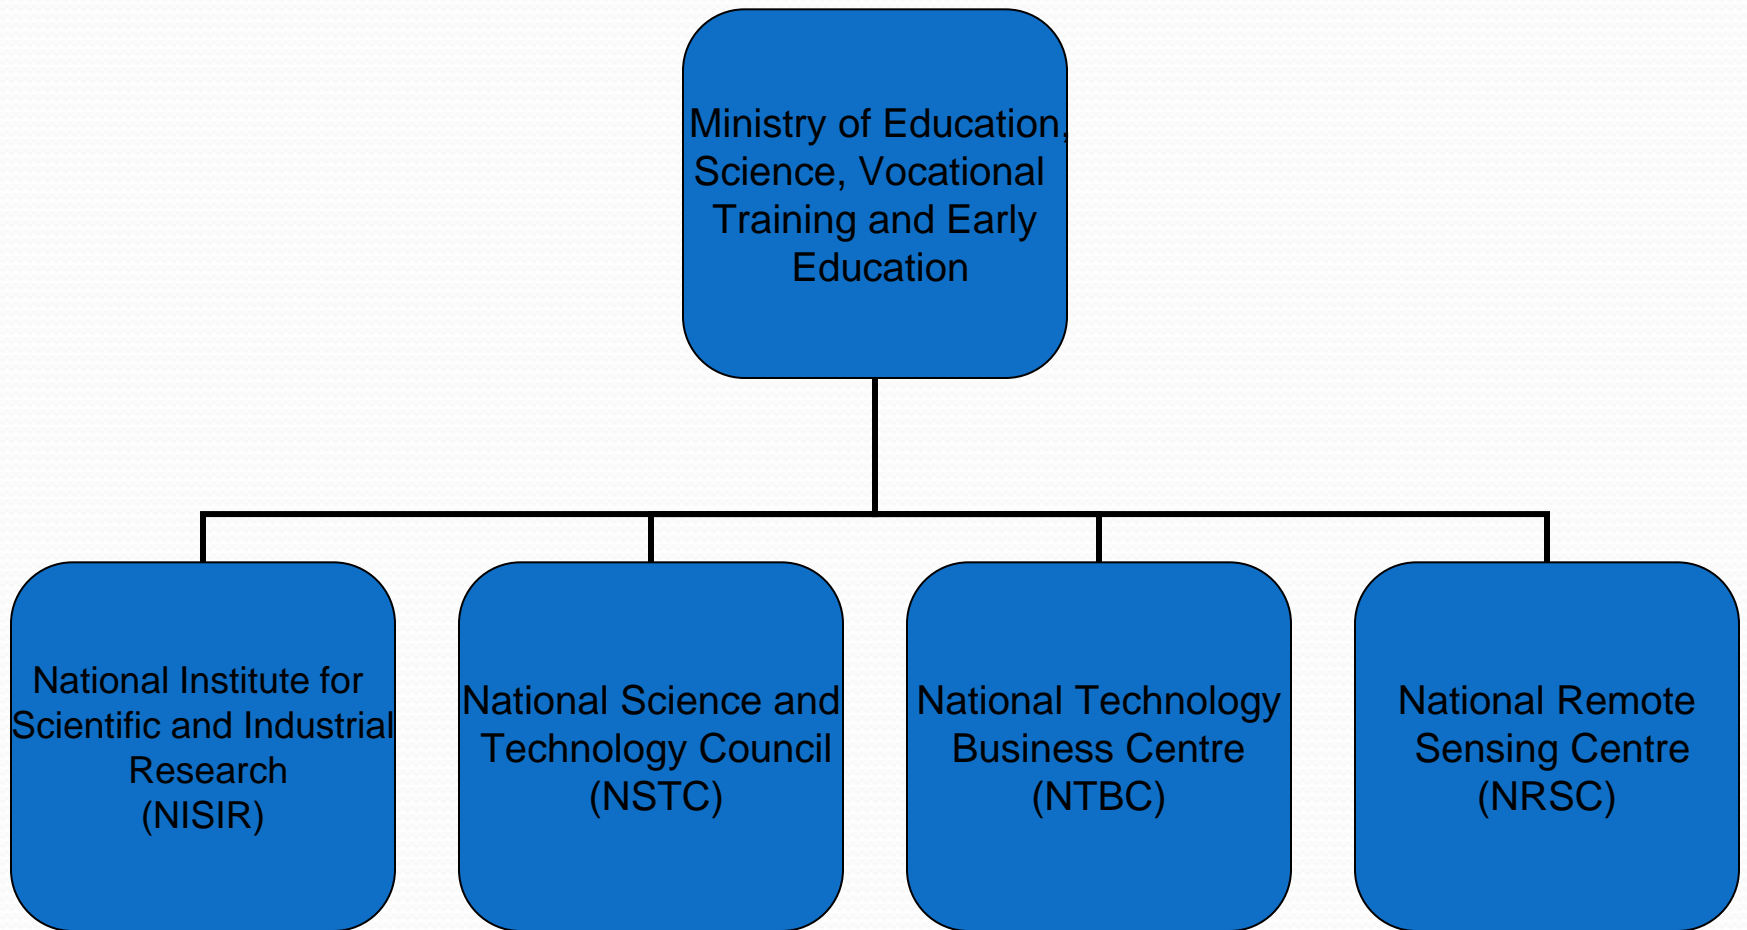 Ministry of Education,
Science, Vocational
Training and Early
Education
National Institute for
Scientific and Industrial
Research
(NISIR)
National Science and
Technology Council
(NSTC)
National Technology
Business Centre
(NTBC)
National Remote
Sensing Centre
(NRSC)